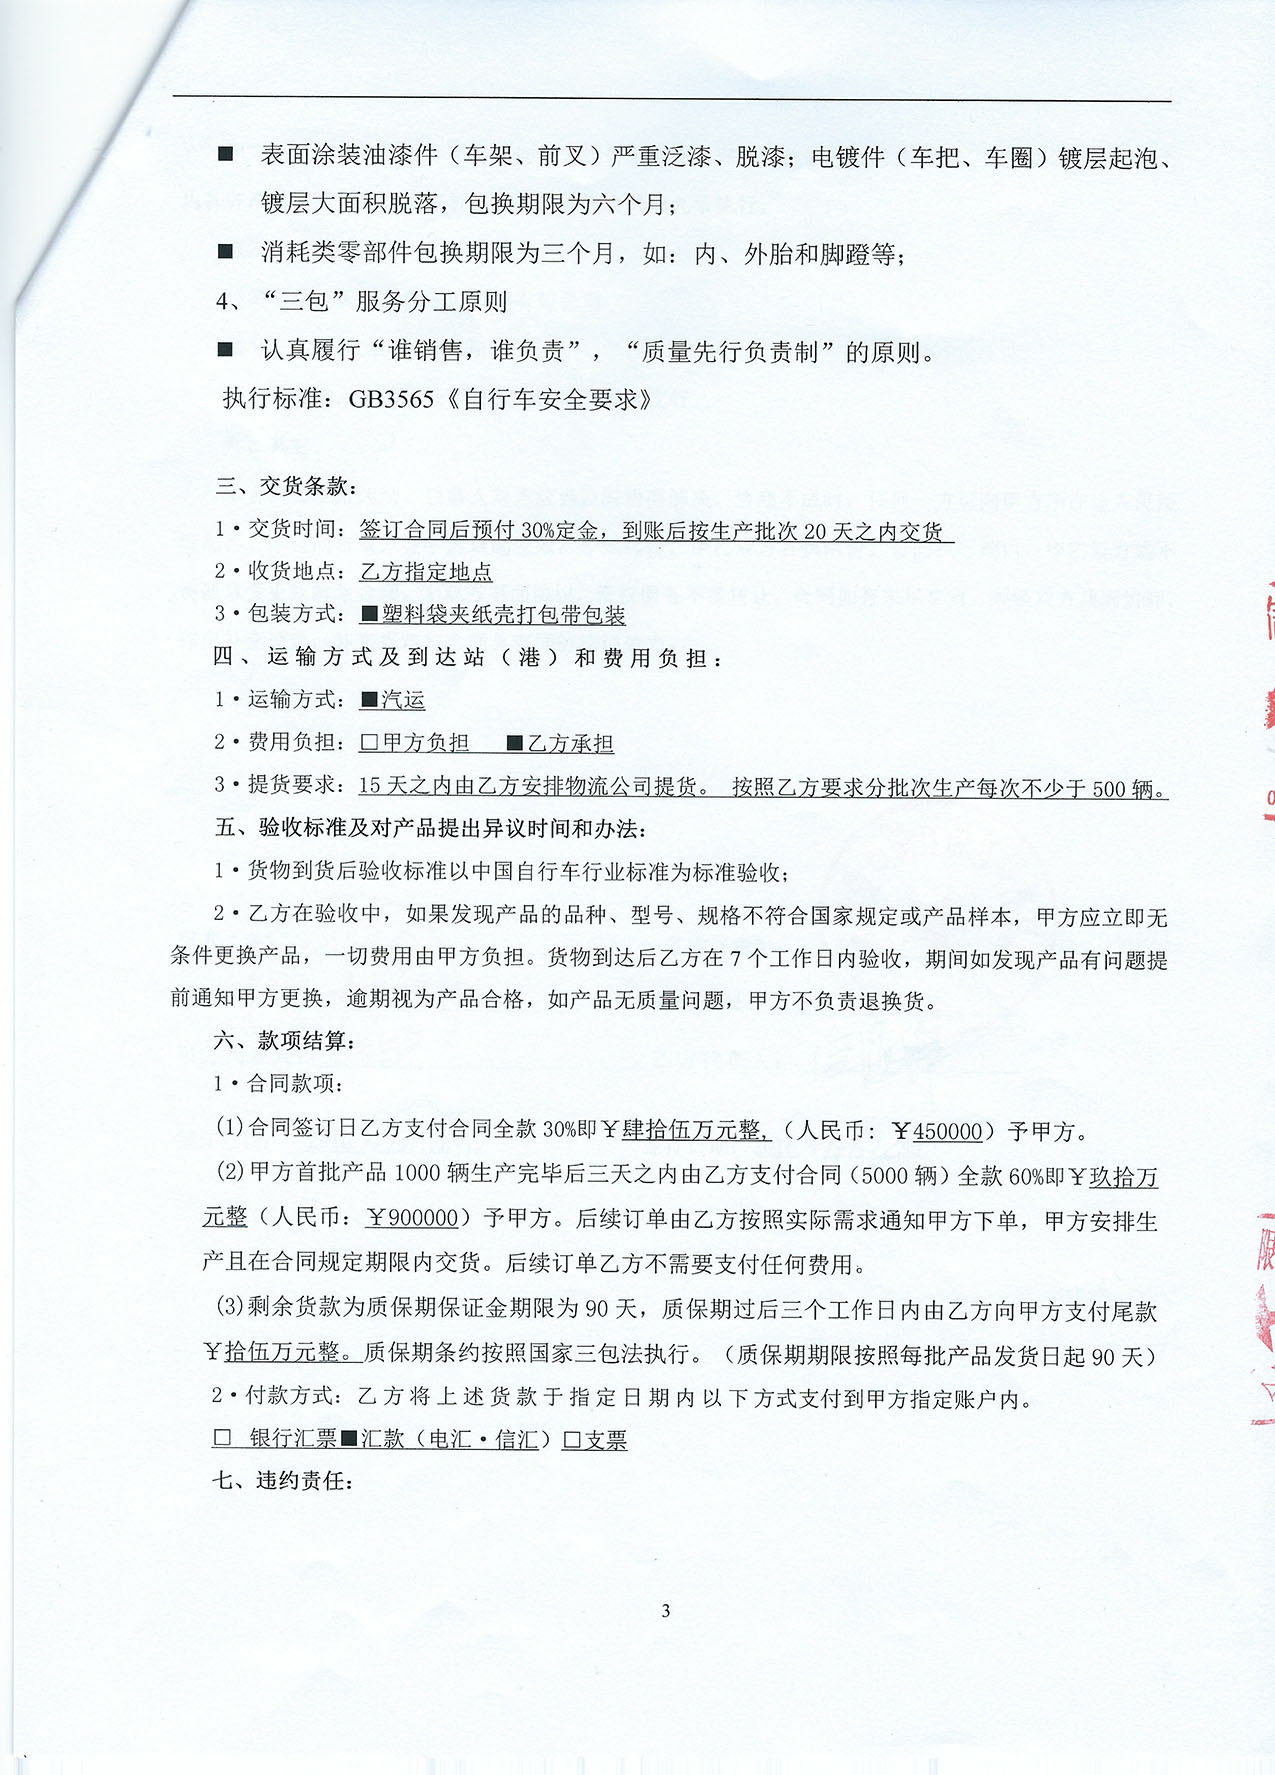 ■ 表面涂装油漆件（车架、前叉）严重泛漆、脱漆；电镀件（车把、车圈）镀层起泡、
镀层大面积脱落，包换期限为六个月；
■ 消耗类零部件包换期限为三个月，如：内、外胎和脚蹬等；
4、“三包”服务分工原则
■ 认真履行“谁销售，谁负责”，“质量先行负责制”的原则。
执行标准：GB3565《自行车安全要求》
三、交货条款：
1·交货时间：签订合同后预付 30%定金，到账后按生产批次 20 天之内交货
2·收货地点：乙方指定地点
3·包装方式：■塑料袋夹纸壳打包带包装
四、运输方式及到达站（港）和费用负担：
1·运输方式：■汽运
2·费用负担：□甲方负担 ■乙方承担
3·提货要求：15 天之内由乙方安排物流公司提货。 按照乙方要求分批次生产每次不少于 500 辆。
五、验收标准及对产品提出异议时间和办法：
1·货物到货后验收标准以中国自行车行业标准为标准验收；
2·乙方在验收中，如果发现产品的品种、型号、规格不符合国家规定或产品样本，甲方应立即无
条件更换产品，一切费用由甲方负担。货物到达后乙方在 7 个工作日内验收，期间如发现产品有问题提
前通知甲方更换，逾期视为产品合格，如产品无质量问题，甲方不负责退换货。
六、款项结算：
1·合同款项：
(1)合同签订日乙方支付合同全款 30%即￥肆拾伍万元整,（人民币：￥450000）予甲方。
(2)甲方首批产品 1000 辆生产完毕后三天之内由乙方支付合同（5000 辆）全款 60%即￥玖拾万
元整（人民币：￥900000）予甲方。后续订单由乙方按照实际需求通知甲方下单，甲方安排生
产且在合同规定期限内交货。后续订单乙方不需要支付任何费用。
(3)剩余货款为质保期保证金期限为 90 天，质保期过后三个工作日内由乙方向甲方支付尾款
￥拾伍万元整。质保期条约按照国家三包法执行。（质保期期限按照每批产品发货日起 90 天）
2·付款方式：乙方将上述货款于指定日期内以下方式支付到甲方指定账户内。
□ 银行汇票■汇款（电汇·信汇）□支票
七、违约责任：
3
限